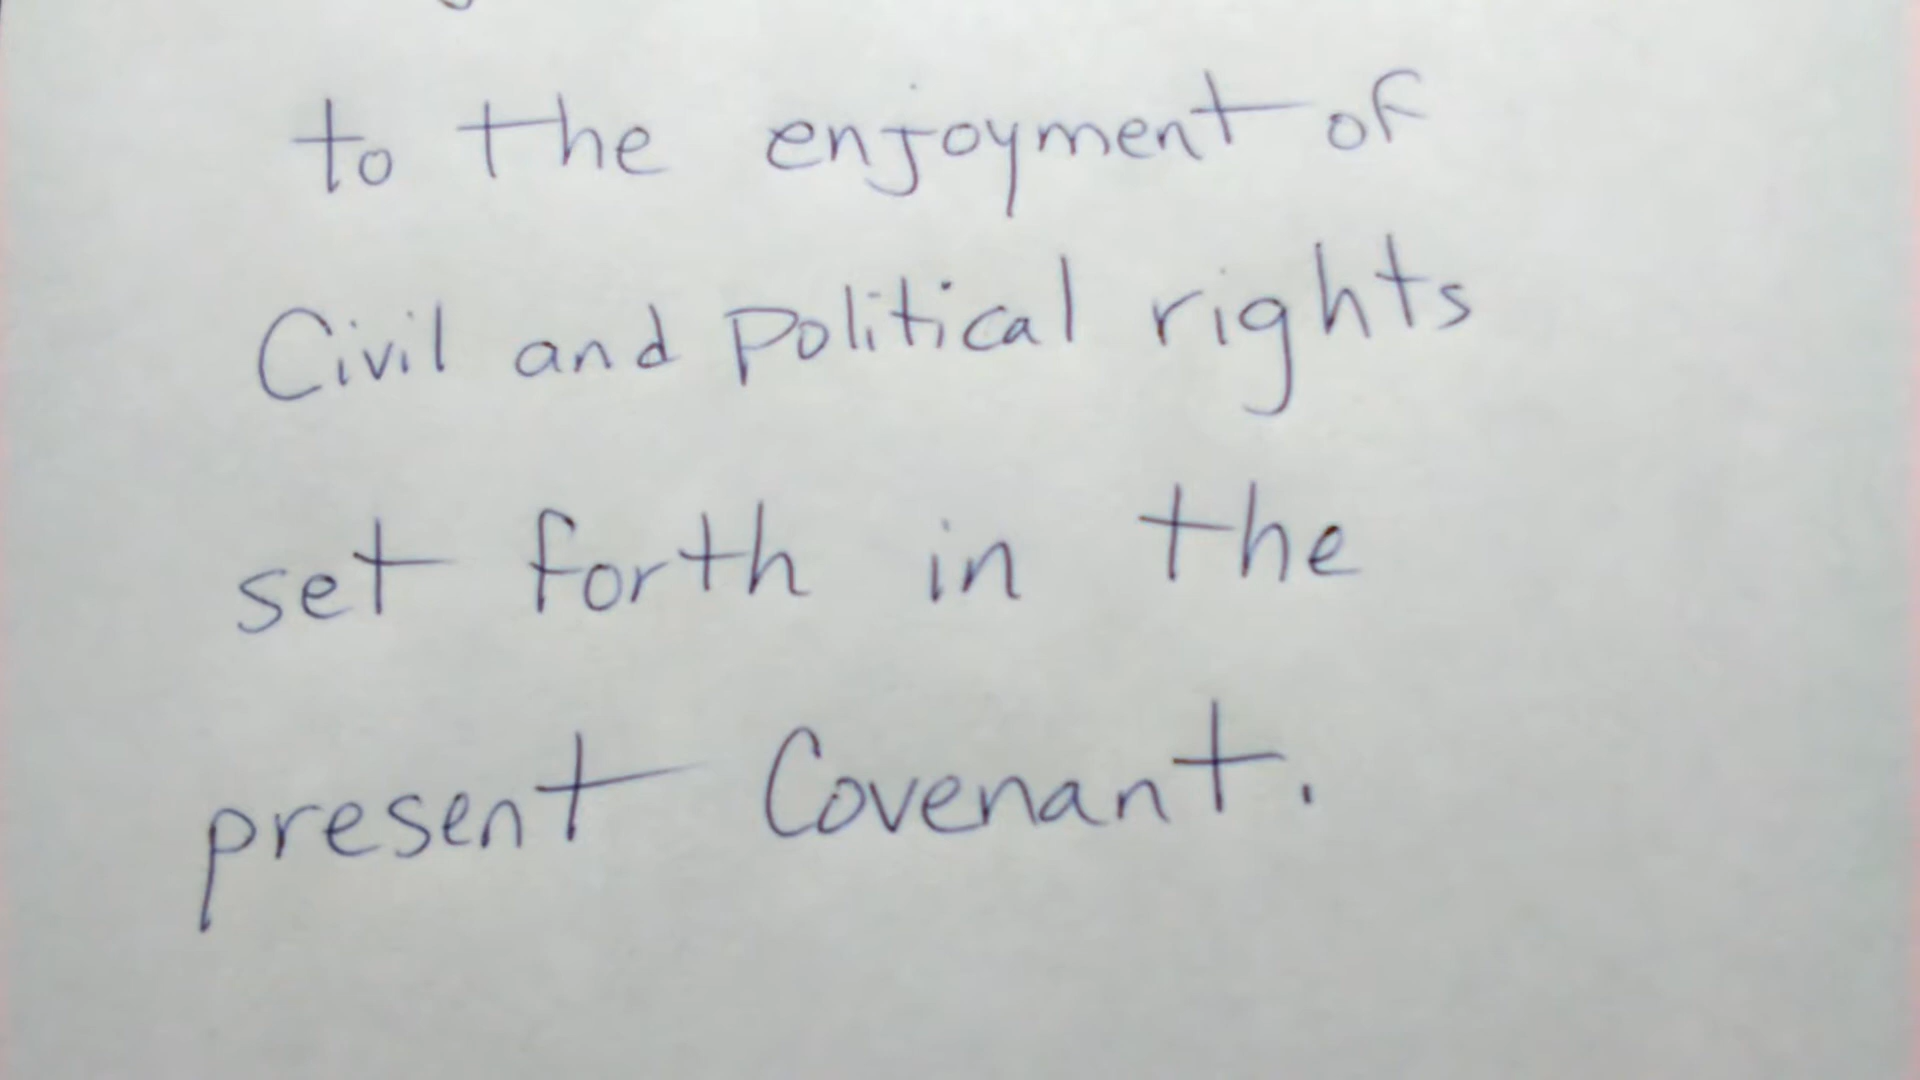 to the enjoyment of
Civil and Political rights
set forth in the
present Covenant.